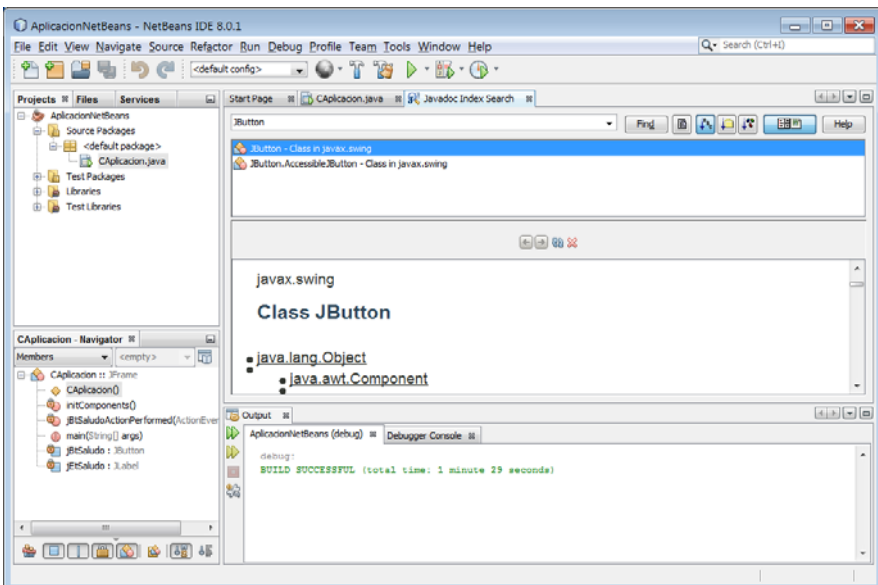 AplicacionNetBeans - NetBeans IDE 8.0.1
File Edit View Navigate Source Refactor Run Debug Profile Team Tools Window Help
Search (Ctrl+I)
<default config>
Projects Files Services
AplicacionNetBeans
Source Packages
<default package>
CAplicacion.java
Test Packages
Libraries
Test Libraries
Start Page CAplicacion.java Javadoc Index Search
JButton
Find Help
JButton - Class in javax.swing
JButton.AccessibleJButton - Class in javax.swing
javax.swing
Class JButton
java.lang.Object
java.awt.Component
CAplicacion - Navigator
Members <empty>
CAplicacion :: JFrame
CAplicacion()
initComponents()
jBtSaludoActionPerformed(ActionEver
main(String[] args)
jBtSaludo : JButton
jEtSaludo : JLabel
Output
AplicacionNetBeans (debug) Debugger Console
debug:
BUILD SUCCESSFUL (total time: 1 minute 29 seconds)